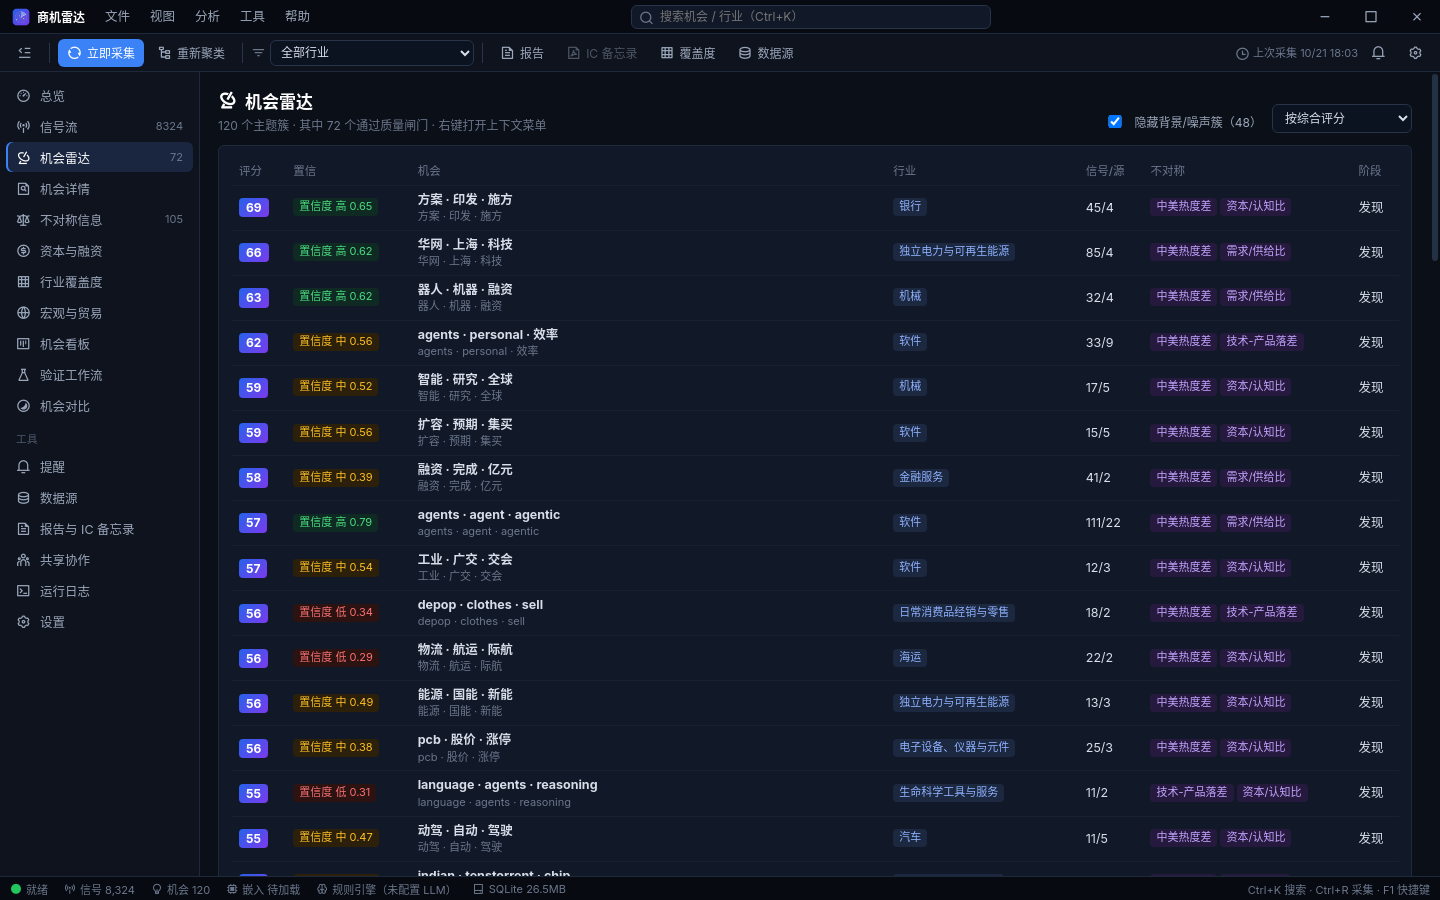 商机雷达 文件 视图 分析 工具 帮助 搜索机会 / 行业（Ctrl+K）
立即采集 重新聚类 全部行业 报告 IC 备忘录 覆盖度 数据源 上次采集 10/21 18:03
总览
信号流 8324
机会雷达 72
机会详情
不对称信息 105
资本与融资
行业覆盖度
宏观与贸易
机会看板
验证工作流
机会对比
工具
提醒
数据源
报告与 IC 备忘录
共享协作
运行日志
设置
机会雷达
120 个主题簇 · 其中 72 个通过质量闸门 · 右键打开上下文菜单
隐藏背景/噪声簇（48） 按综合评分
评分 置信 机会 行业 信号/源 不对称 阶段
69 置信度 高 0.65 方案 · 印发 · 施方 银行 45/4 中美热度差 资本/认知比 发现
方案 · 印发 · 施方
66 置信度 高 0.62 华网 · 上海 · 科技 独立电力与可再生能源 85/4 中美热度差 需求/供给比 发现
华网 · 上海 · 科技
63 置信度 高 0.62 器人 · 机器 · 融资 机械 32/4 中美热度差 需求/供给比 发现
器人 · 机器 · 融资
62 置信度 中 0.56 agents · personal · 效率 软件 33/9 中美热度差 技术-产品落差 发现
agents · personal · 效率
59 置信度 中 0.52 智能 · 研究 · 全球 机械 17/5 中美热度差 资本/认知比 发现
智能 · 研究 · 全球
59 置信度 中 0.56 扩容 · 预期 · 集买 软件 15/5 中美热度差 资本/认知比 发现
扩容 · 预期 · 集买
58 置信度 中 0.39 融资 · 完成 · 亿元 金融服务 41/2 中美热度差 需求/供给比 发现
融资 · 完成 · 亿元
57 置信度 高 0.79 agents · agent · agentic 软件 111/22 中美热度差 需求/供给比 发现
agents · agent · agentic
57 置信度 中 0.54 工业 · 广交 · 交会 软件 12/3 中美热度差 资本/认知比 发现
工业 · 广交 · 交会
56 置信度 低 0.34 depop · clothes · sell 日常消费品经销与零售 18/2 中美热度差 技术-产品落差 发现
depop · clothes · sell
56 置信度 低 0.29 物流 · 航运 · 际航 海运 22/2 中美热度差 资本/认知比 发现
物流 · 航运 · 际航
56 置信度 中 0.49 能源 · 国能 · 新能 独立电力与可再生能源 13/3 中美热度差 资本/认知比 发现
能源 · 国能 · 新能
56 置信度 中 0.38 pcb · 股价 · 涨停 电子设备、仪器与元件 25/3 中美热度差 资本/认知比 发现
pcb · 股价 · 涨停
55 置信度 低 0.31 language · agents · reasoning 生命科学工具与服务 11/2 技术-产品落差 资本/认知比 发现
language · agents · reasoning
55 置信度 中 0.47 动驾 · 自动 · 驾驶 汽车 11/5 中美热度差 资本/认知比 发现
动驾 · 自动 · 驾驶
indian · tenstorrent · chip
就绪 信号 8,324 机会 120 嵌入 待加载 规则引擎（未配置 LLM） SQLite 26.5MB Ctrl+K 搜索 · Ctrl+R 采集 · F1 快捷键